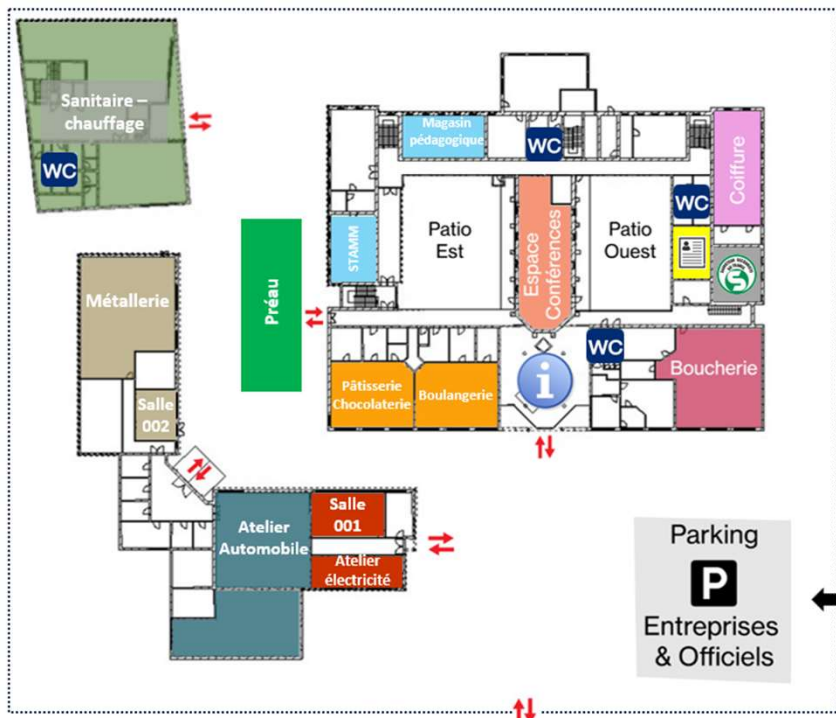 Sanitaire –
chauffage
WC
Magasin
pédagogique
WC
Coiffure
WC
STAMM
Patio
Est
Espace
Conférences
Patio
Ouest
Préau
Métallerie
Salle
002
WC
i
Pâtisserie
Chocolaterie
Boulangerie
Boucherie
Atelier
Automobile
Salle
001
Atelier
électricité
Parking
P
Entreprises
& Officiels